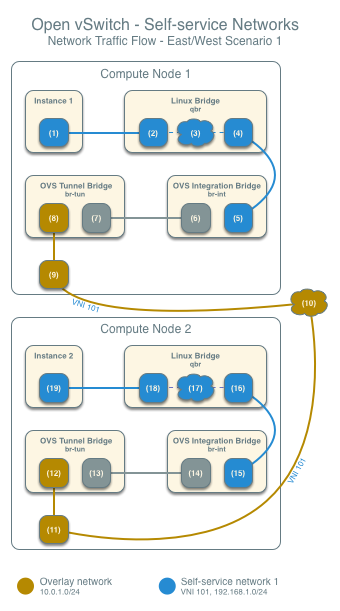 Open vSwitch - Self-service Networks
Network Traffic Flow - East/West Scenario 1
Compute Node 1
Instance 1
Linux Bridge
qbr
(1)
(2)
(3)
(4)
OVS Tunnel Bridge
br-tun
OVS Integration Bridge
br-int
(8)
(7)
(6)
(5)
(9)
VNI 101
(10)
Compute Node 2
Instance 2
Linux Bridge
qbr
(19)
(18)
(17)
(16)
OVS Tunnel Bridge
br-tun
OVS Integration Bridge
br-int
(12)
(13)
(14)
(15)
VNI 101
(11)
Overlay network
10.0.1.0/24
Self-service network 1
VNI 101, 192.168.1.0/24